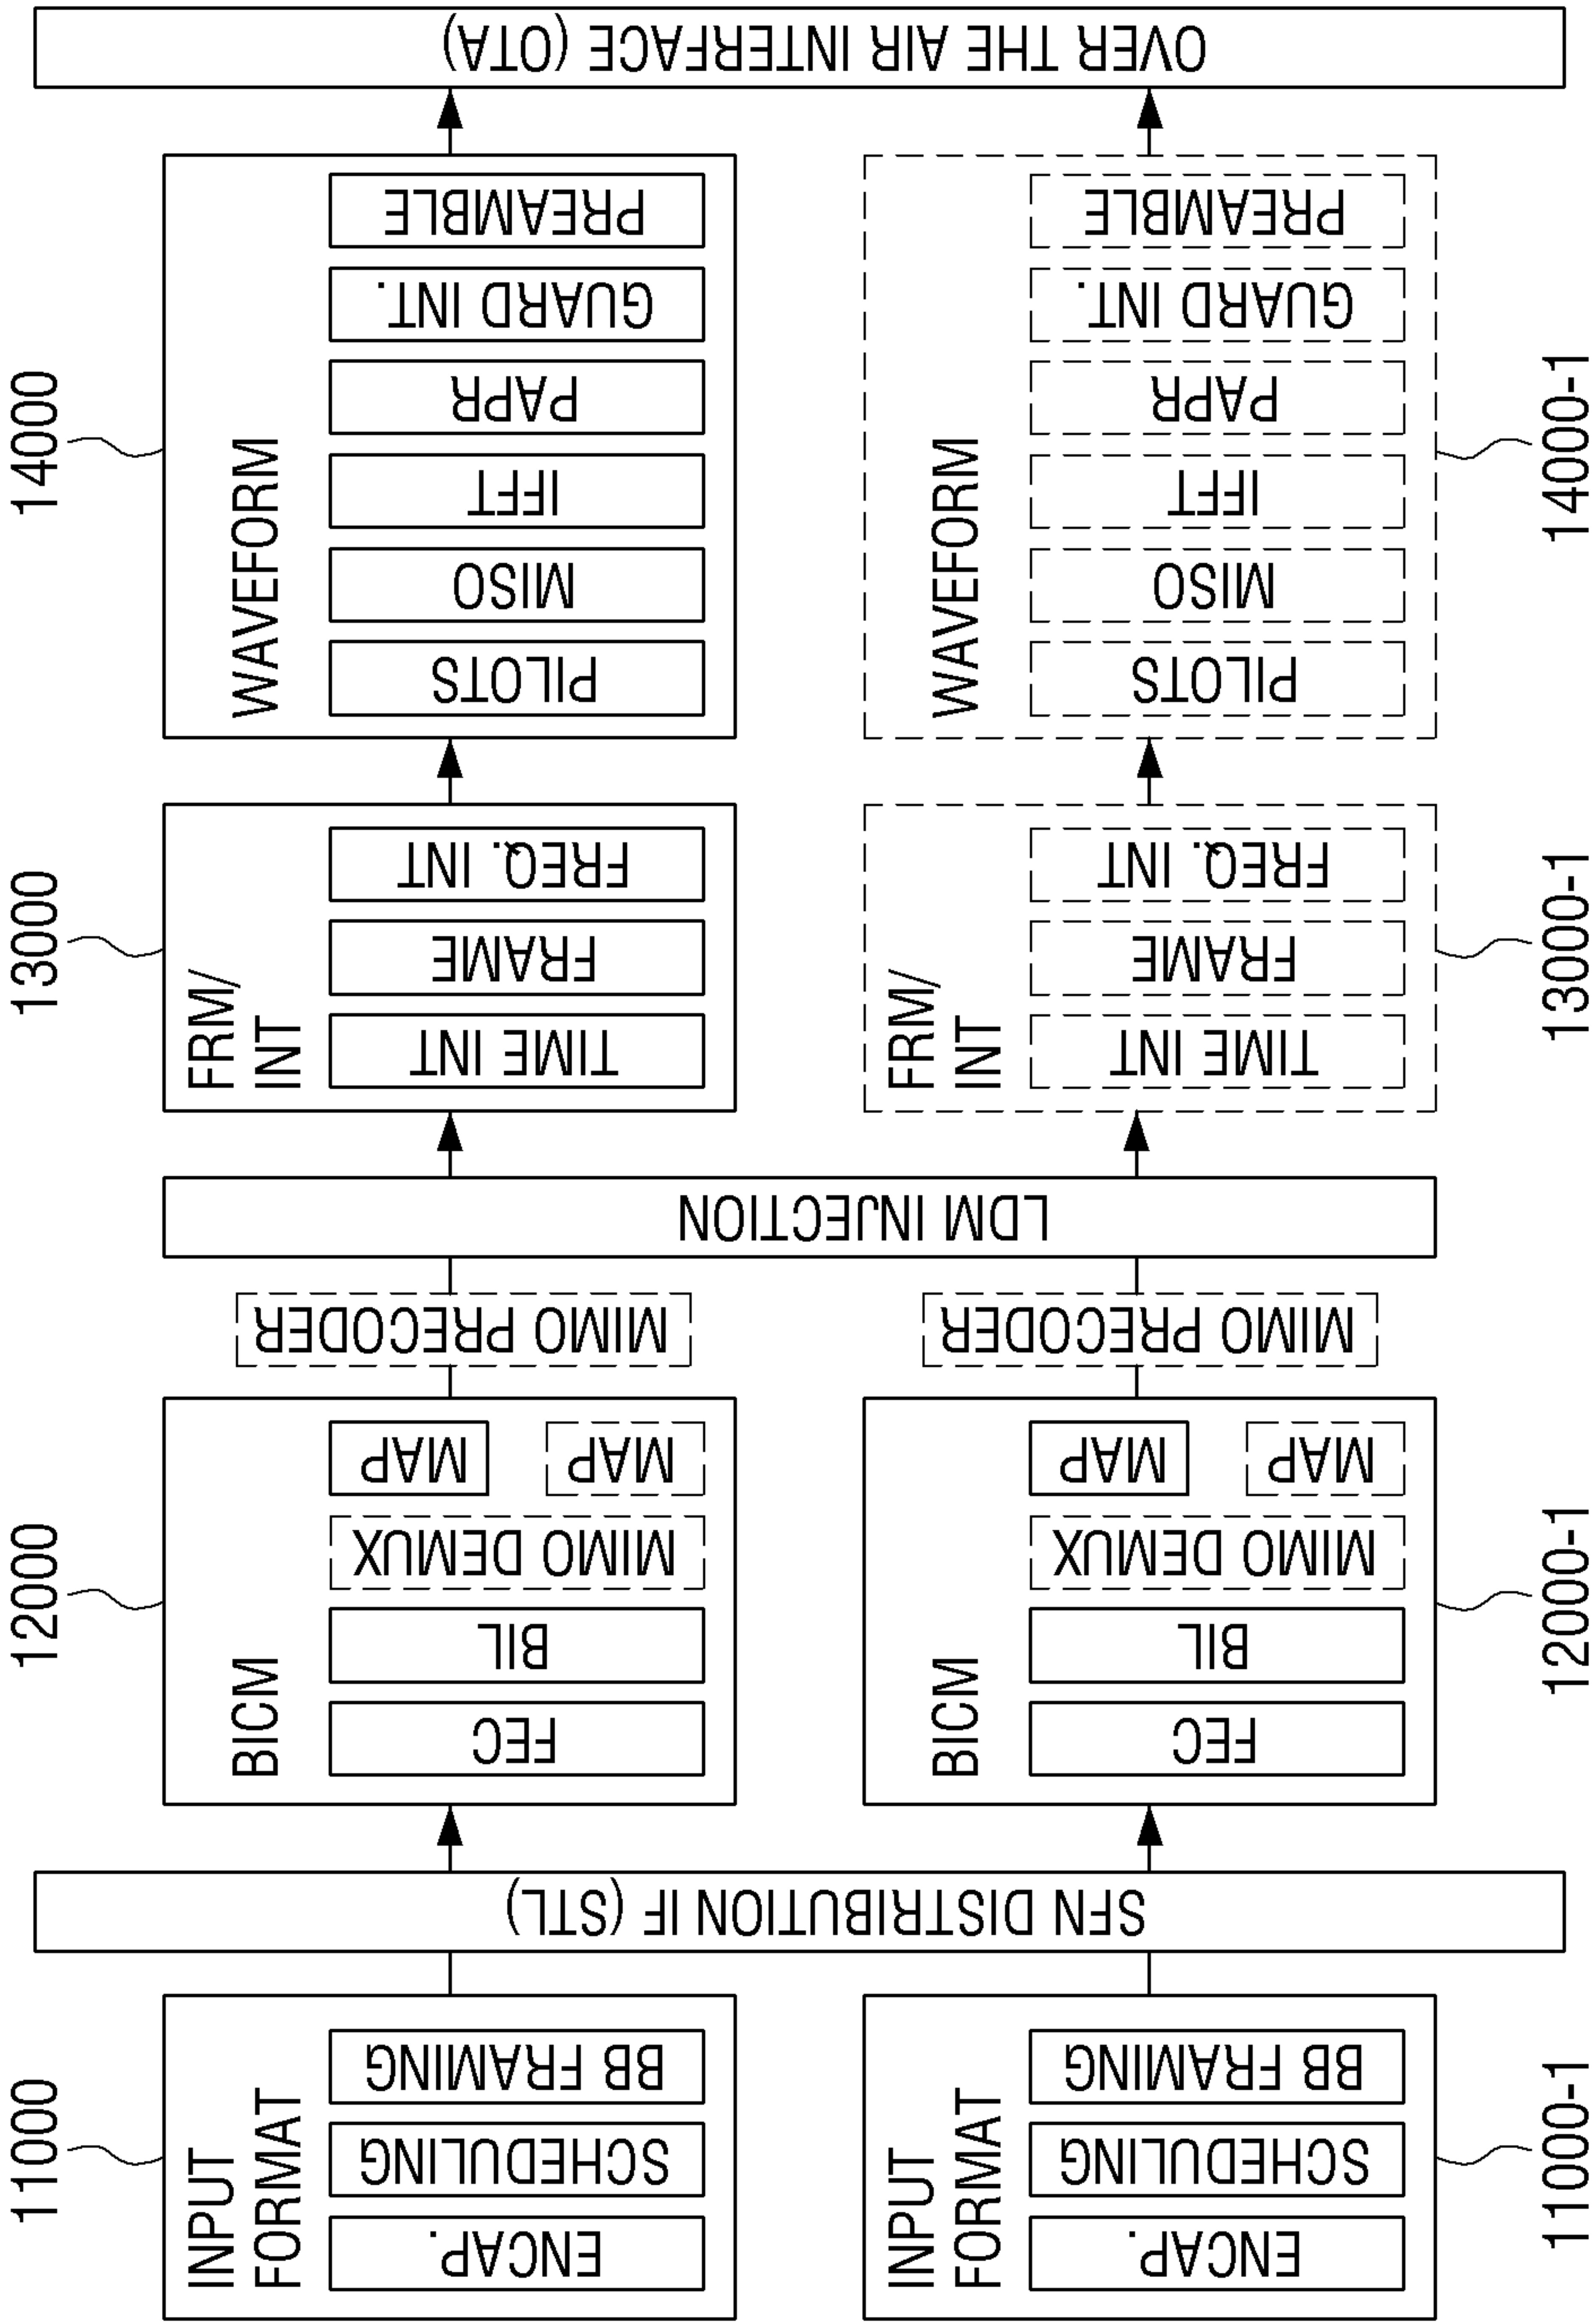 11000
INPUT
FORMAT
ENCAP.
SCHEDULING
BB FRAMING
SFN DISTRIBUTION IF (STL)
12000
BICM
FEC
BIL
MIMO DEMUX
MAP
MAP
MIMO PRECODER
LDM INJECTION
13000
FRM/
INT
TIME INT
FRAME
FREQ. INT
14000
WAVEFORM
PILOTS
MISO
IFFT
PAPR
GUARD INT.
PREAMBLE
OVER THE AIR INTERFACE (OTA)
INPUT
FORMAT
ENCAP.
SCHEDULING
BB FRAMING
11000-1
BICM
FEC
BIL
MIMO DEMUX
MAP
MAP
12000-1
MIMO PRECODER
FRM/
INT
TIME INT
FRAME
FREQ. INT
13000-1
WAVEFORM
PILOTS
MISO
IFFT
PAPR
GUARD INT.
PREAMBLE
14000-1